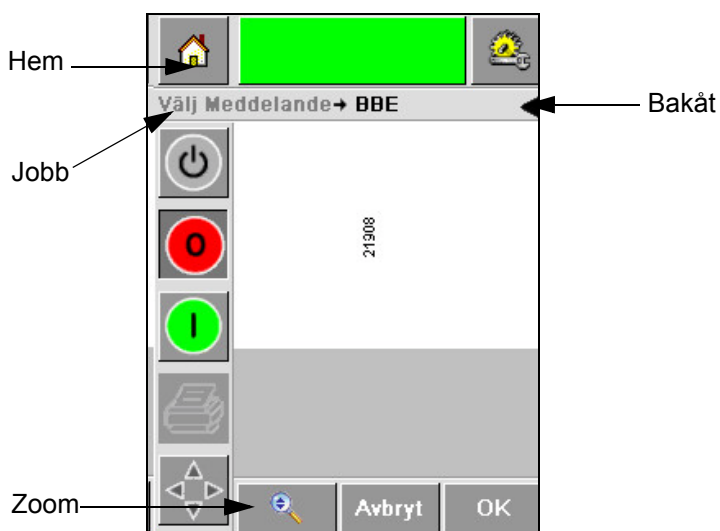 Hem
Välj Meddelande→ BBE
Bakåt
Jobb
21908
O
I
Zoom
Avbryt
OK